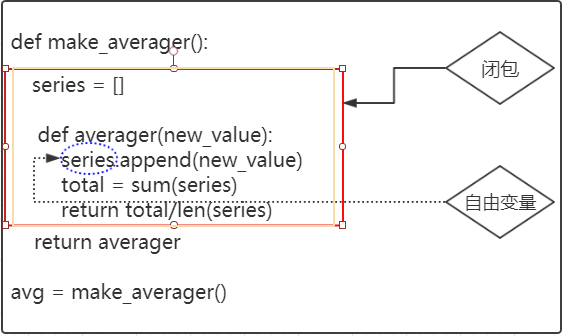 def make_averager():
闭包
series = []
def averager(new_value):
series.append(new_value)
total = sum(series)
自由变量
return total/len(series)
return averager
avg = make_averager()